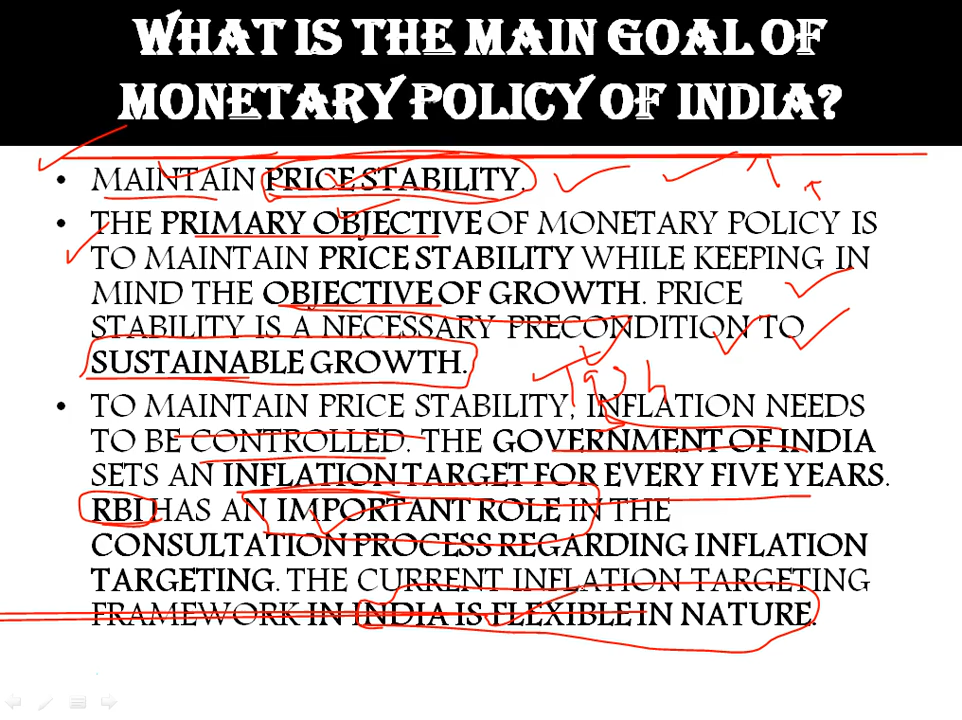 WHAT IS THE MAIN GOAL OF
MONETARY POLICY OF INDIA?
• MAINTAIN PRICE STABILITY.
• THE PRIMARY OBJECTIVE OF MONETARY POLICY IS
TO MAINTAIN PRICE STABILITY WHILE KEEPING IN
MIND THE OBJECTIVE OF GROWTH. PRICE
STABILITY IS A NECESSARY PRECONDITION TO
SUSTAINABLE GROWTH.
• TO MAINTAIN PRICE STABILITY, INFLATION NEEDS
TO BE CONTROLLED. THE GOVERNMENT OF INDIA
SETS AN INFLATION TARGET FOR EVERY FIVE YEARS.
RBI HAS AN IMPORTANT ROLE IN THE
CONSULTATION PROCESS REGARDING INFLATION
TARGETING. THE CURRENT INFLATION TARGETING
FRAMEWORK IN INDIA IS FLEXIBLE IN NATURE.